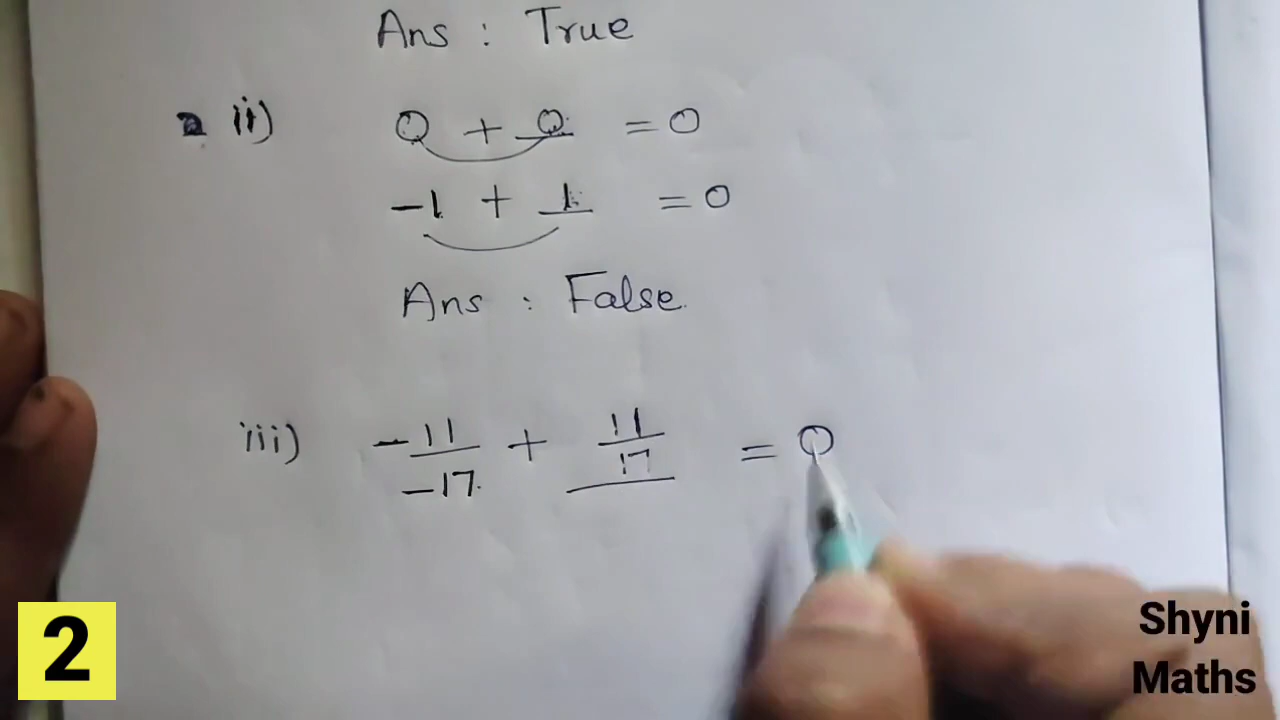 Ans : True
ii) 0 + 0 = 0
-1 + 1 = 0
Ans : False
iii) -11/-17 + 11/17 = 0
2
Shyni
Maths